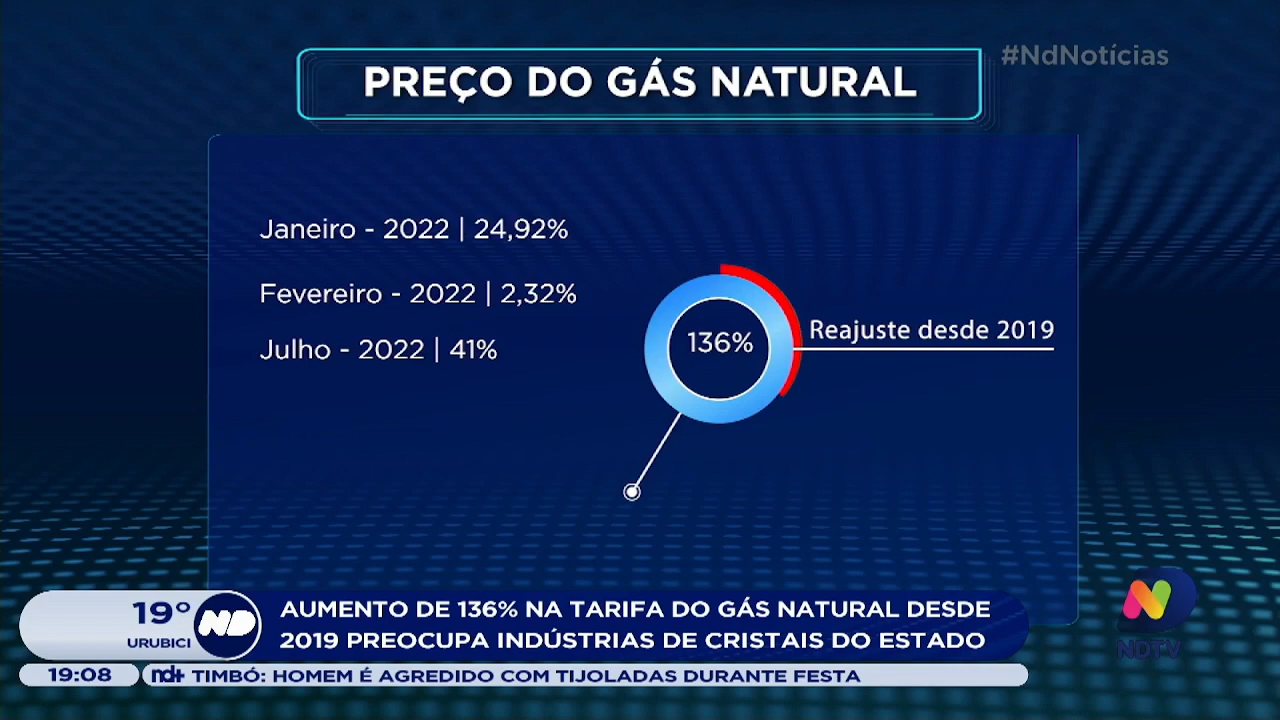 #NdNotícias
PREÇO DO GÁS NATURAL
Janeiro - 2022 | 24,92%
Fevereiro - 2022 | 2,32%
Julho - 2022 | 41%
136%
Reajuste desde 2019
19º
URUBICI
ND
AUMENTO DE 136% NA TARIFA DO GÁS NATURAL DESDE
2019 PREOCUPA INDÚSTRIAS DE CRISTAIS DO ESTADO
NDTV
19:08
nd+ TIMBÓ: HOMEM É AGREDIDO COM TIJOLADAS DURANTE FESTA